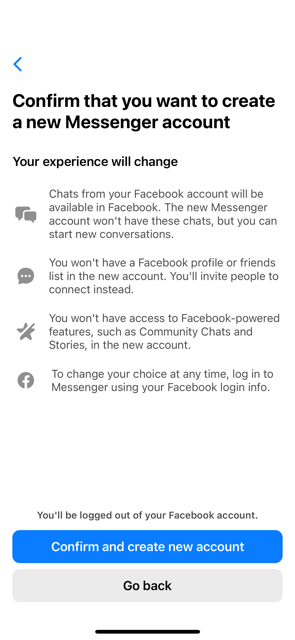 Confirm that you want to create
a new Messenger account
Your experience will change
Chats from your Facebook account will be
available in Facebook. The new Messenger
account won't have these chats, but you can
start new conversations.
You won't have a Facebook profile or friends
list in the new account. You'll invite people to
connect instead.
You won't have access to Facebook-powered
features, such as Community Chats and
Stories, in the new account.
To change your choice at any time, log in to
Messenger using your Facebook login info.
You'll be logged out of your Facebook account.
Confirm and create new account
Go back